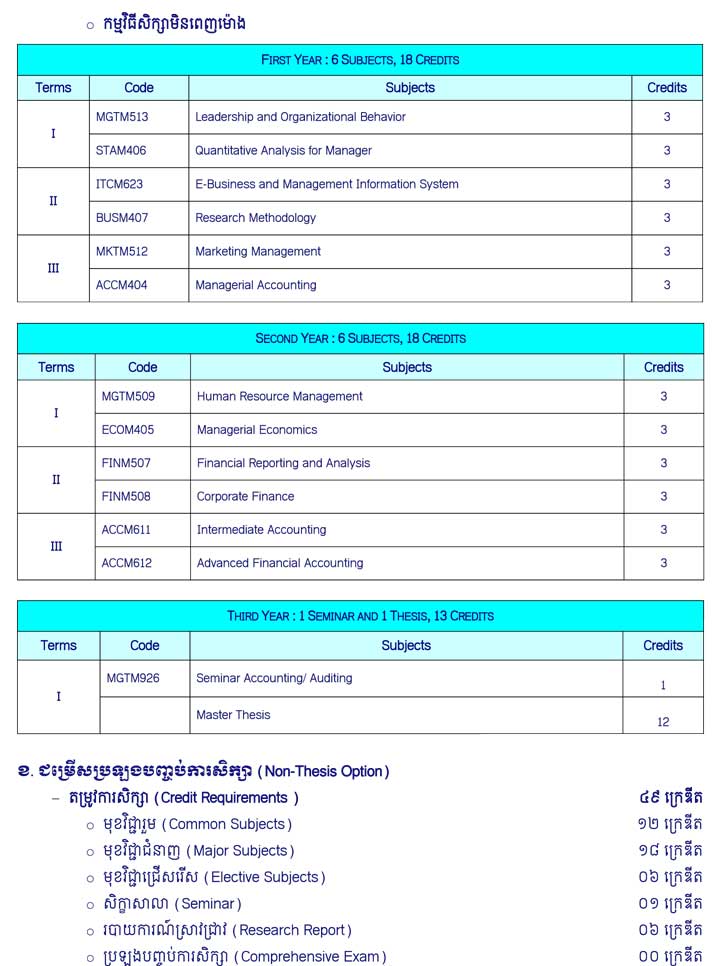 ○ កម្មវិធីសិក្សាមិនពេញម៉ោង
FIRST YEAR : 6 SUBJECTS, 18 CREDITS
Terms Code Subjects Credits
I MGTM513 Leadership and Organizational Behavior 3
STAM406 Quantitative Analysis for Manager 3
II ITCM623 E-Business and Management Information System 3
BUSM407 Research Methodology 3
III MKTM512 Marketing Management 3
ACCM404 Managerial Accounting 3
SECOND YEAR : 6 SUBJECTS, 18 CREDITS
Terms Code Subjects Credits
I MGTM509 Human Resource Management 3
ECOM405 Managerial Economics 3
II FINM507 Financial Reporting and Analysis 3
FINM508 Corporate Finance 3
III ACCM611 Intermediate Accounting 3
ACCM612 Advanced Financial Accounting 3
THIRD YEAR : 1 SEMINAR AND 1 THESIS, 13 CREDITS
Terms Code Subjects Credits
I MGTM926 Seminar Accounting/ Auditing 1
Master Thesis 12
ខ. ជម្រើសប្រឡងបញ្ចប់ការសិក្សា (Non-Thesis Option)
– តម្រូវការសិក្សា (Credit Requirements ) ៤៩ ក្រេឌីត
○ មុខវិជ្ជារួម (Common Subjects) ១២ ក្រេឌីត
○ មុខវិជ្ជាជំនាញ (Major Subjects) ១៨ ក្រេឌីត
○ មុខវិជ្ជាជ្រើសរើស (Elective Subjects) ០៦ ក្រេឌីត
○ សិក្ខាសាលា (Seminar) ០១ ក្រេឌីត
○ របាយការណ៍ស្រាវជ្រាវ (Research Report) ០៦ ក្រេឌីត
○ ប្រឡងបញ្ចប់ការសិក្សា (Comprehensive Exam) ០០ ក្រេឌីត